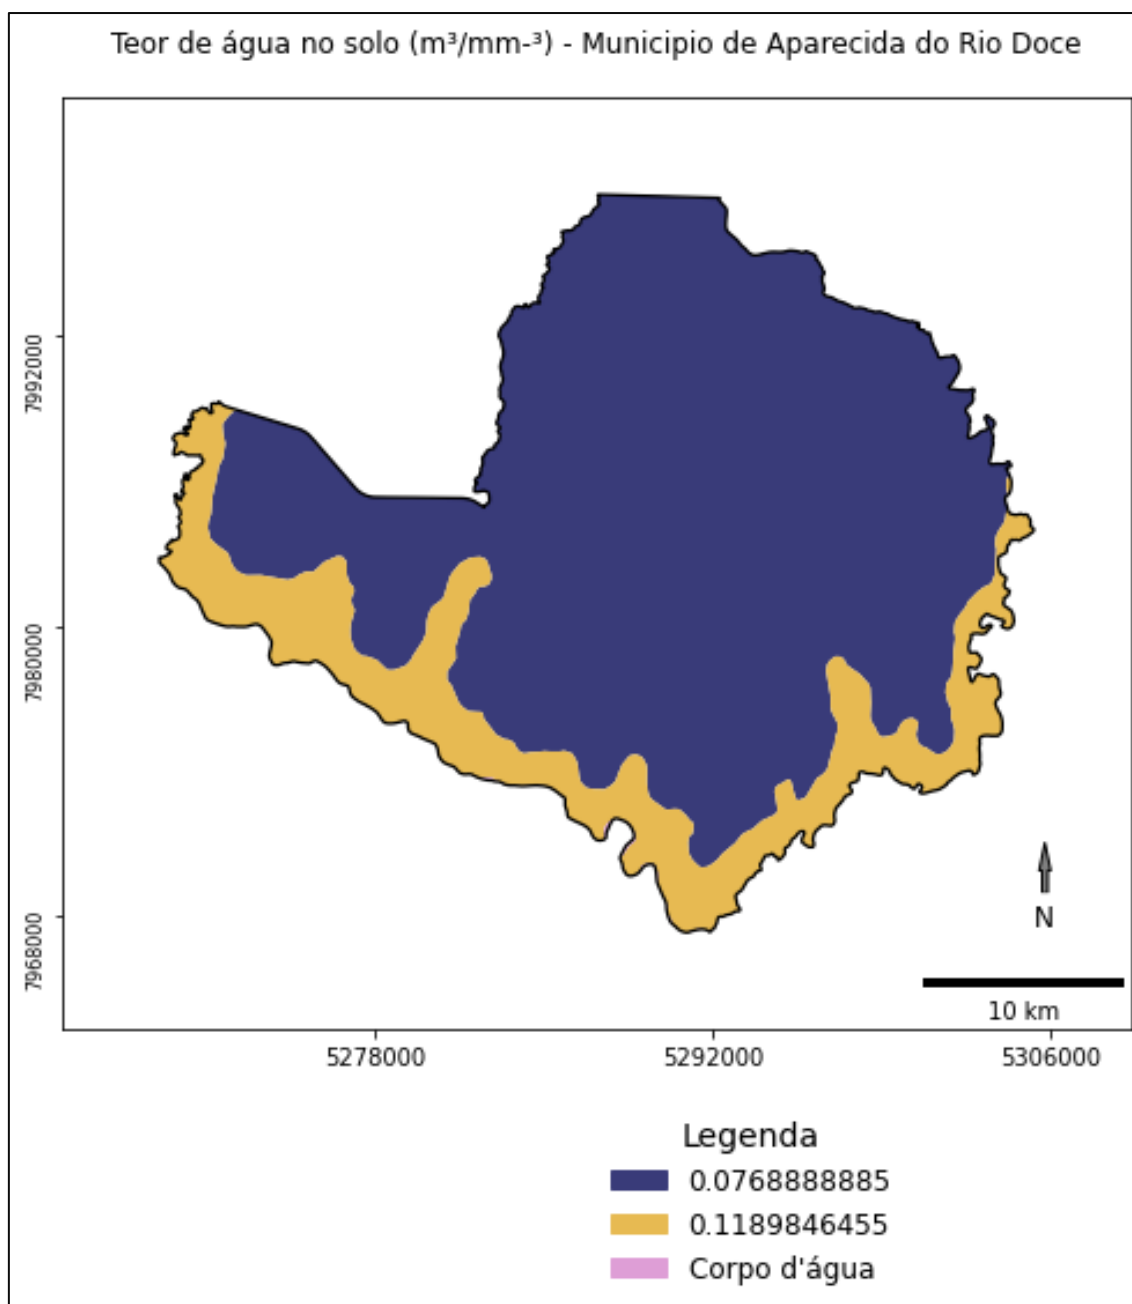 Teor de água no solo (m³/mm-³) - Municipio de Aparecida do Rio Doce
7992000
7980000
7968000
N
10 km
5278000 5292000 5306000
Legenda
0.0768888885
0.1189846455
Corpo d'água